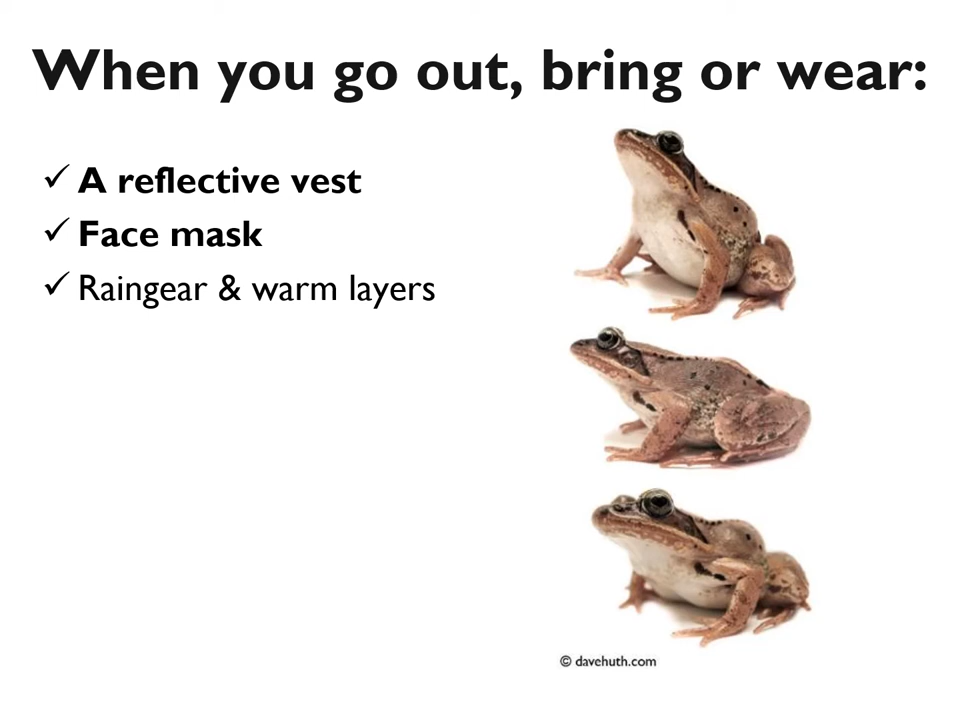 When you go out, bring or wear:
✓ A reflective vest
✓ Face mask
✓ Raingear & warm layers
© davehuth.com